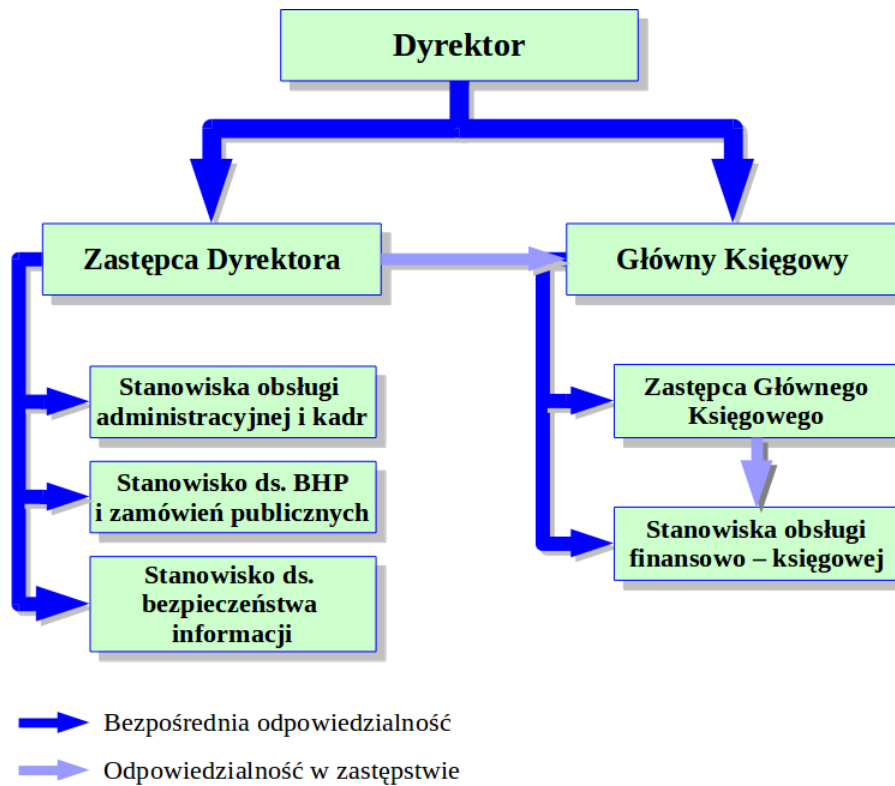 Dyrektor
Zastępca Dyrektora
Główny Księgowy
Stanowiska obsługi
administracyjnej i kadr
Stanowisko ds. BHP
i zamówień publicznych
Stanowisko ds.
bezpieczeństwa
informacji
Zastępca Głównego
Księgowego
Stanowiska obsługi
finansowo – księgowej
Bezpośrednia odpowiedzialność
Odpowiedzialność w zastępstwie